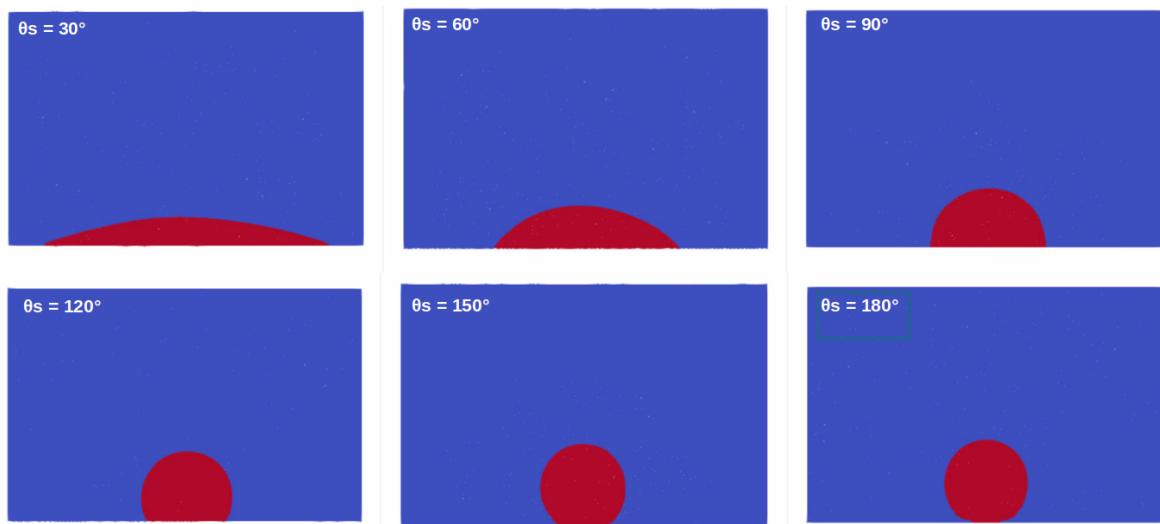 θs = 30°
θs = 60°
θs = 90°
θs = 120°
θs = 150°
θs = 180°